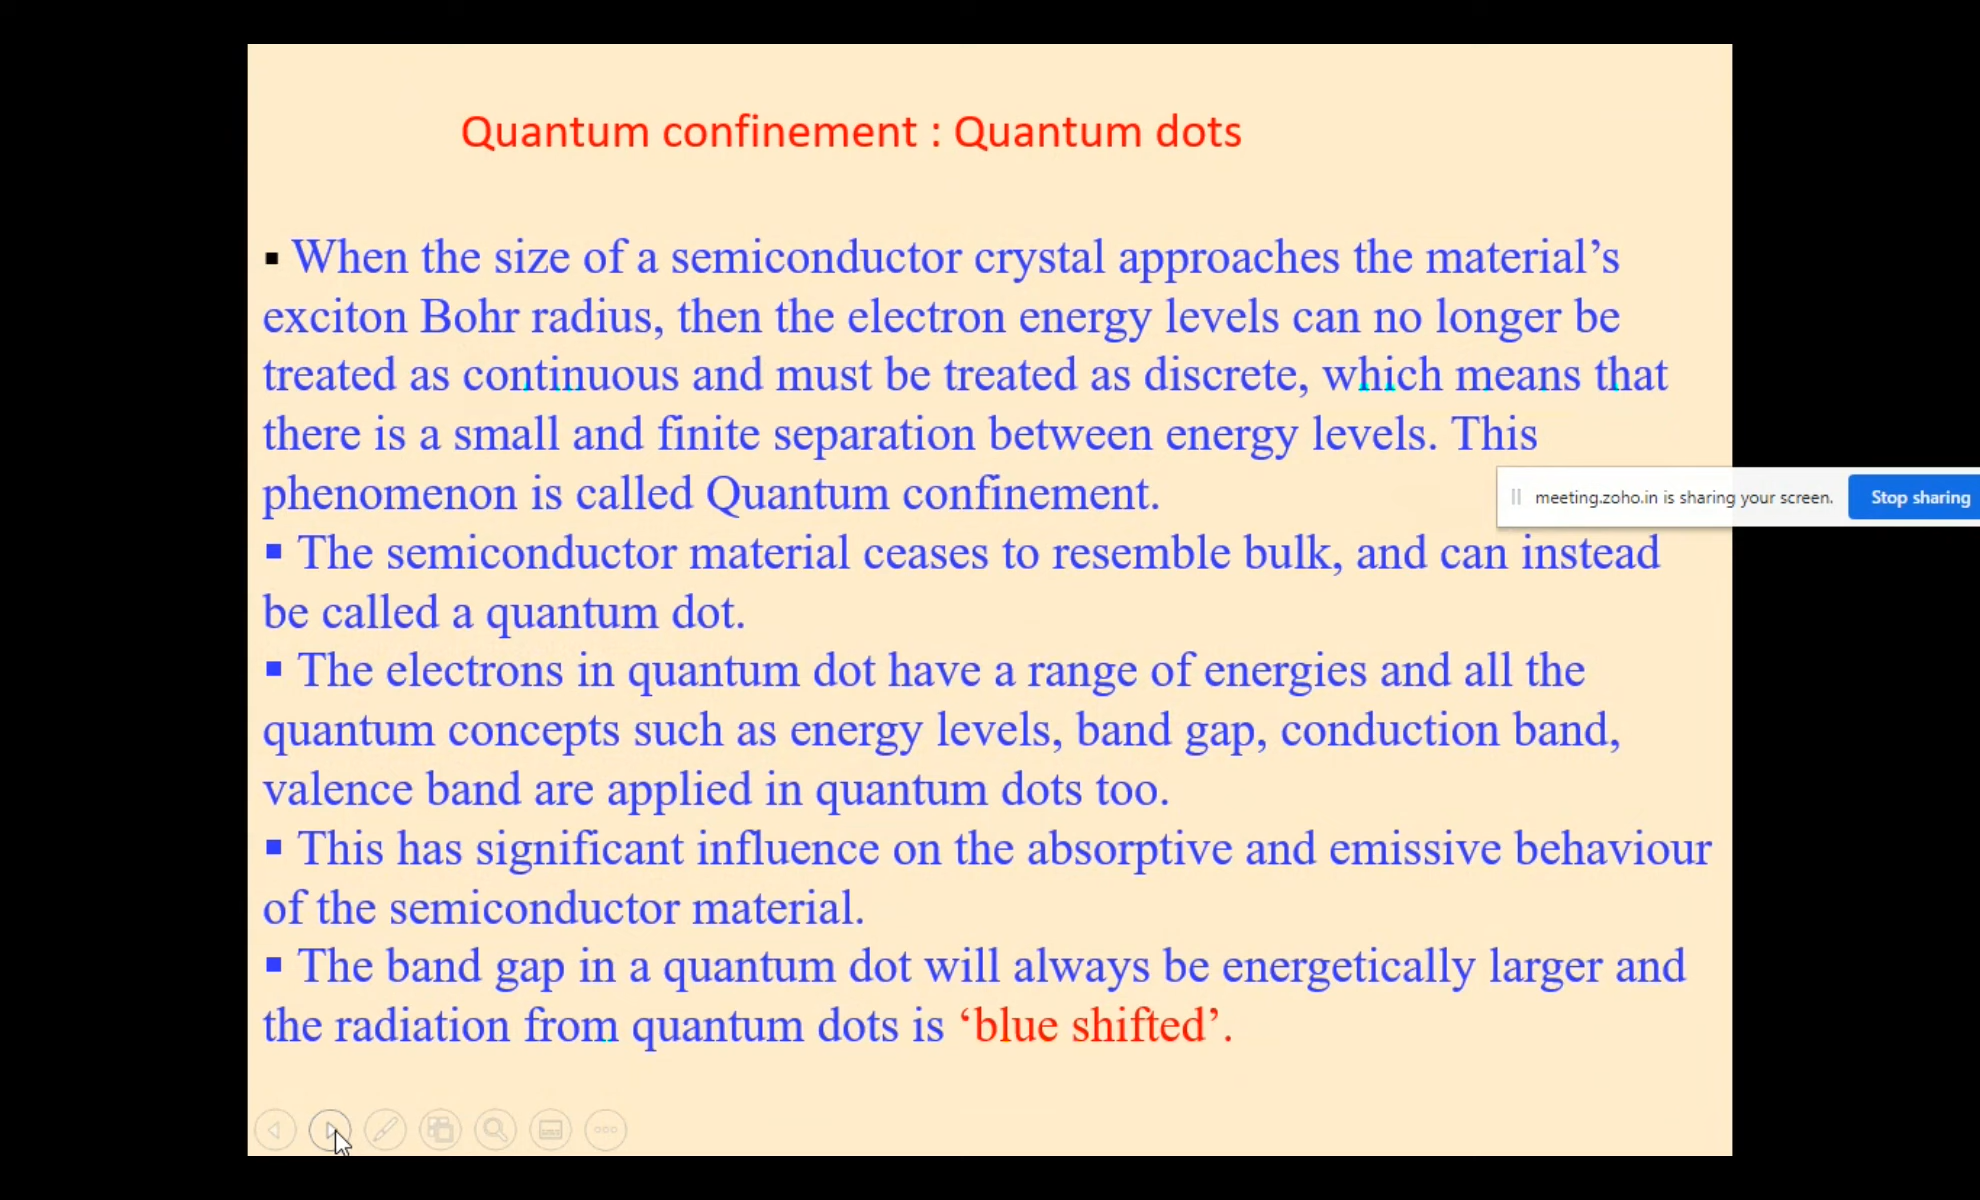 Quantum confinement : Quantum dots
▪ When the size of a semiconductor crystal approaches the material’s
exciton Bohr radius, then the electron energy levels can no longer be
treated as continuous and must be treated as discrete, which means that
there is a small and finite separation between energy levels. This
phenomenon is called Quantum confinement.
meeting.zoho.in is sharing your screen. Stop sharing
▪ The semiconductor material ceases to resemble bulk, and can instead
be called a quantum dot.
▪ The electrons in quantum dot have a range of energies and all the
quantum concepts such as energy levels, band gap, conduction band,
valence band are applied in quantum dots too.
▪ This has significant influence on the absorptive and emissive behaviour
of the semiconductor material.
▪ The band gap in a quantum dot will always be energetically larger and
the radiation from quantum dots is ‘blue shifted’.